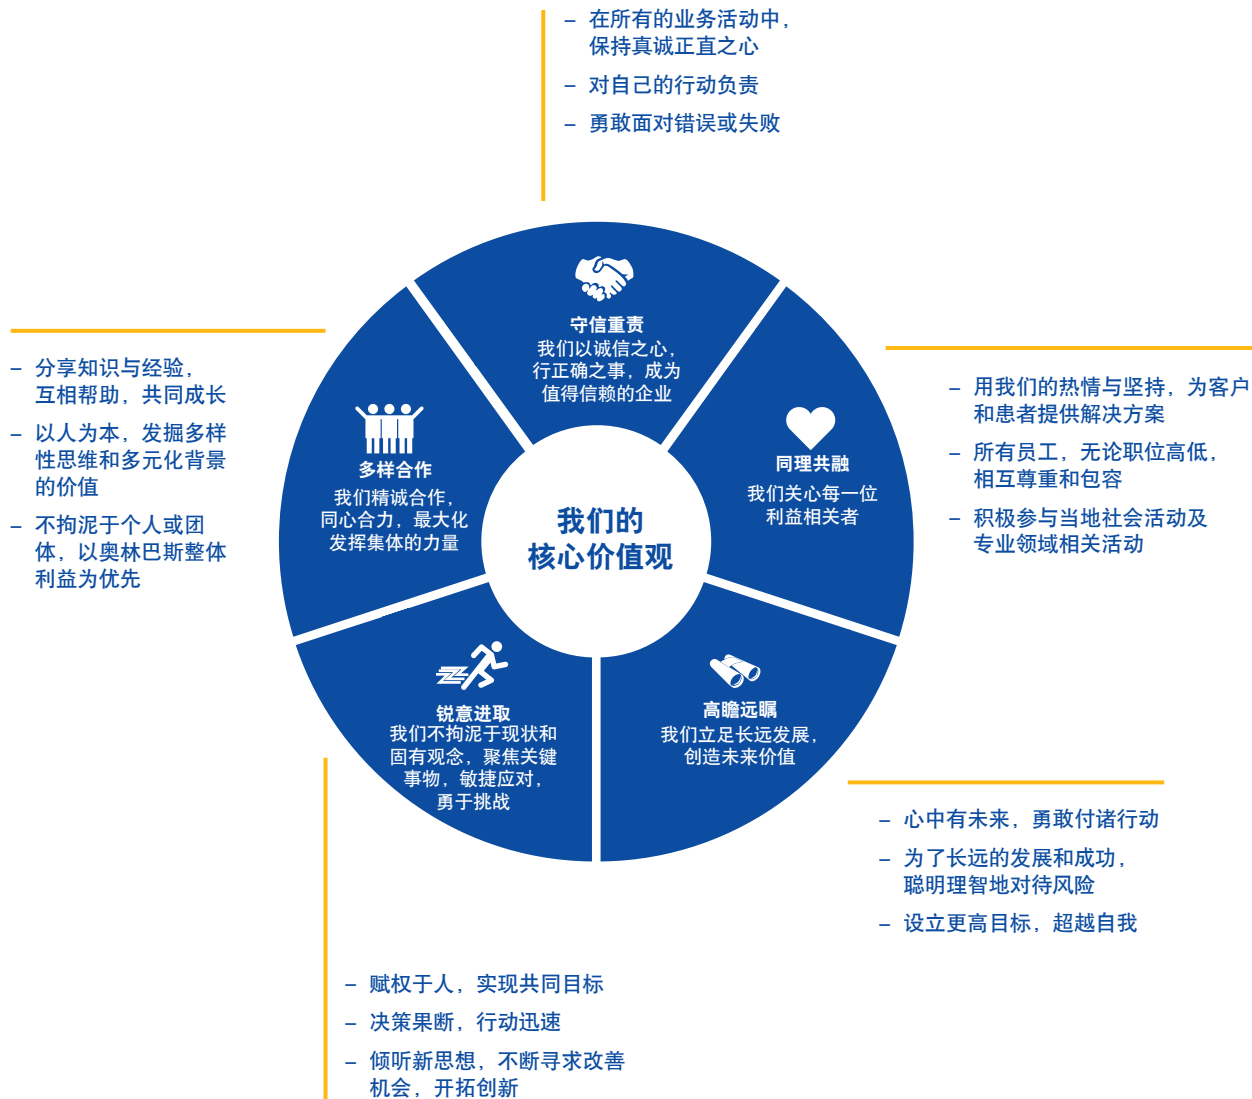 – 在所有的业务活动中，
保持真诚正直之心
– 对自己的行动负责
– 勇敢面对错误或失败
守信重责
我们以诚信之心，
行正确之事，成为
值得信赖的企业
– 分享知识与经验，
互相帮助，共同成长
– 以人为本，发掘多样
性思维和多元化背景
的价值
– 不拘泥于个人或团
体，以奥林巴斯整体
利益为优先
多样合作
我们精诚合作，
同心合力，最大化
发挥集体的力量
我们的
核心价值观
同理共融
我们关心每一位
利益相关者
– 用我们的热情与坚持，为客户
和患者提供解决方案
– 所有员工，无论职位高低，
相互尊重和包容
– 积极参与当地社会活动及
专业领域相关活动
锐意进取
我们不拘泥于现状和
固有观念，聚焦关键
事物，敏捷应对，
勇于挑战
高瞻远瞩
我们立足长远发展，
创造未来价值
– 心中有未来，勇敢付诸行动
– 为了长远的发展和成功，
聪明理智地对待风险
– 设立更高目标，超越自我
– 赋权于人，实现共同目标
– 决策果断，行动迅速
– 倾听新思想，不断寻求改善
机会，开拓创新